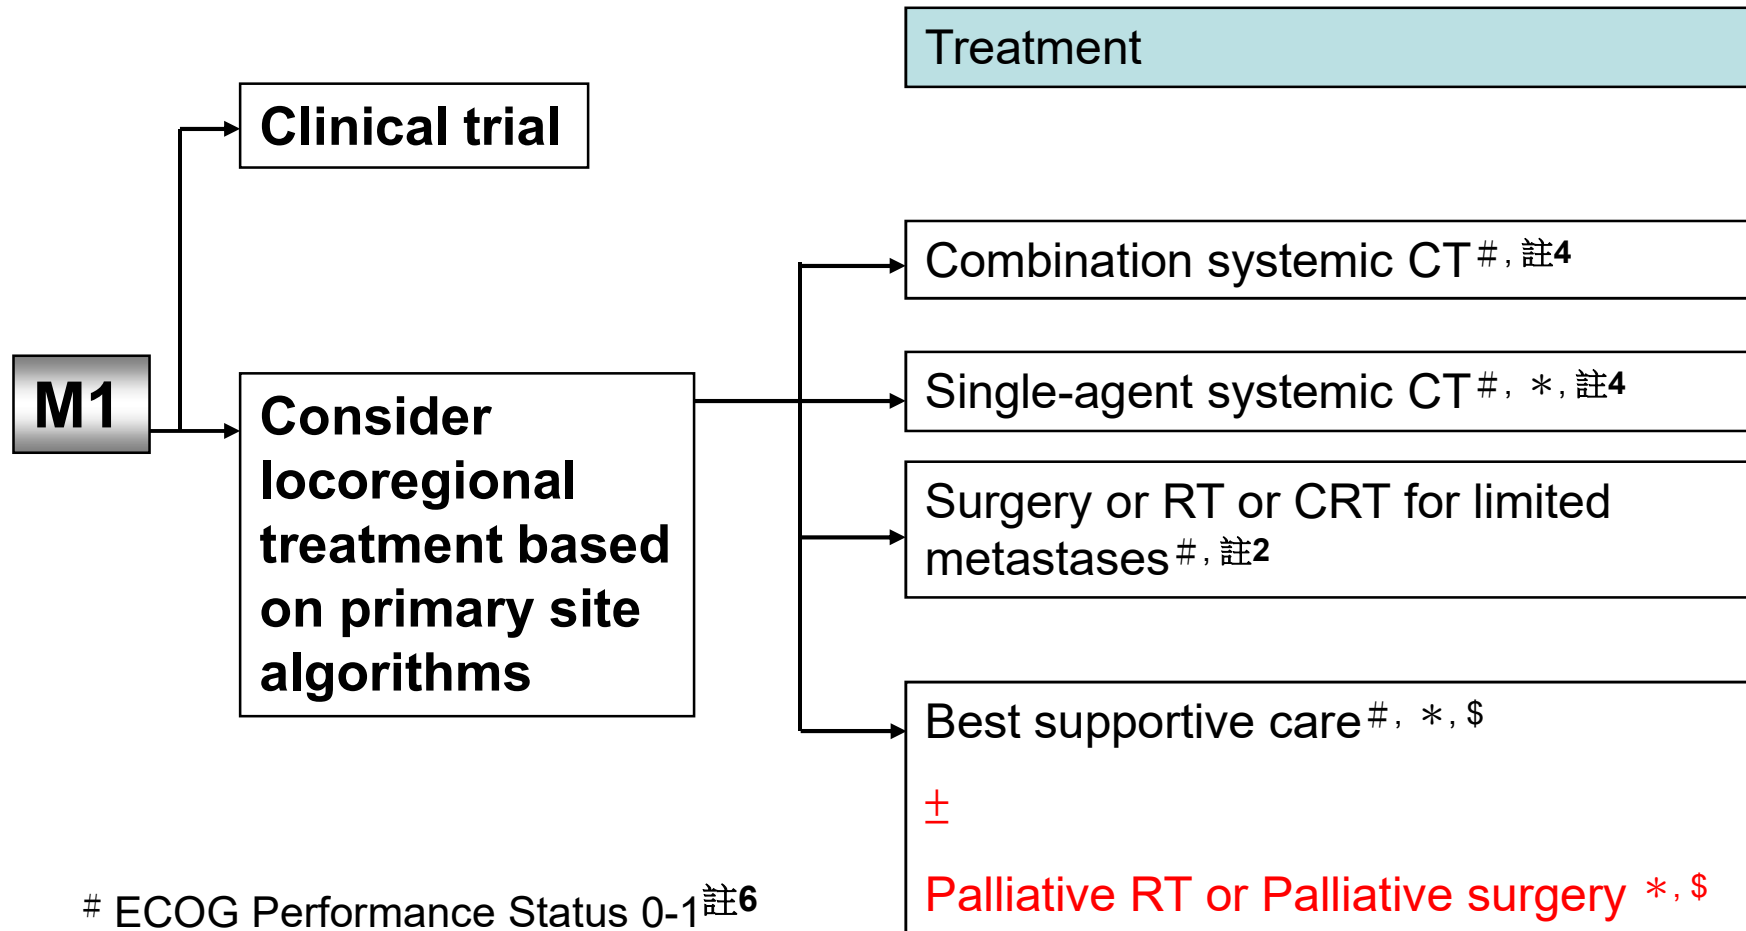 Treatment
Clinical trial
Combination systemic CT#, 註4
M1
Consider
locoregional
treatment based
on primary site
algorithms
Single-agent systemic CT#, *, 註4
Surgery or RT or CRT for limited
metastases#, 註2
Best supportive care#, *, $
±
Palliative RT or Palliative surgery *, $
# ECOG Performance Status 0-1註6